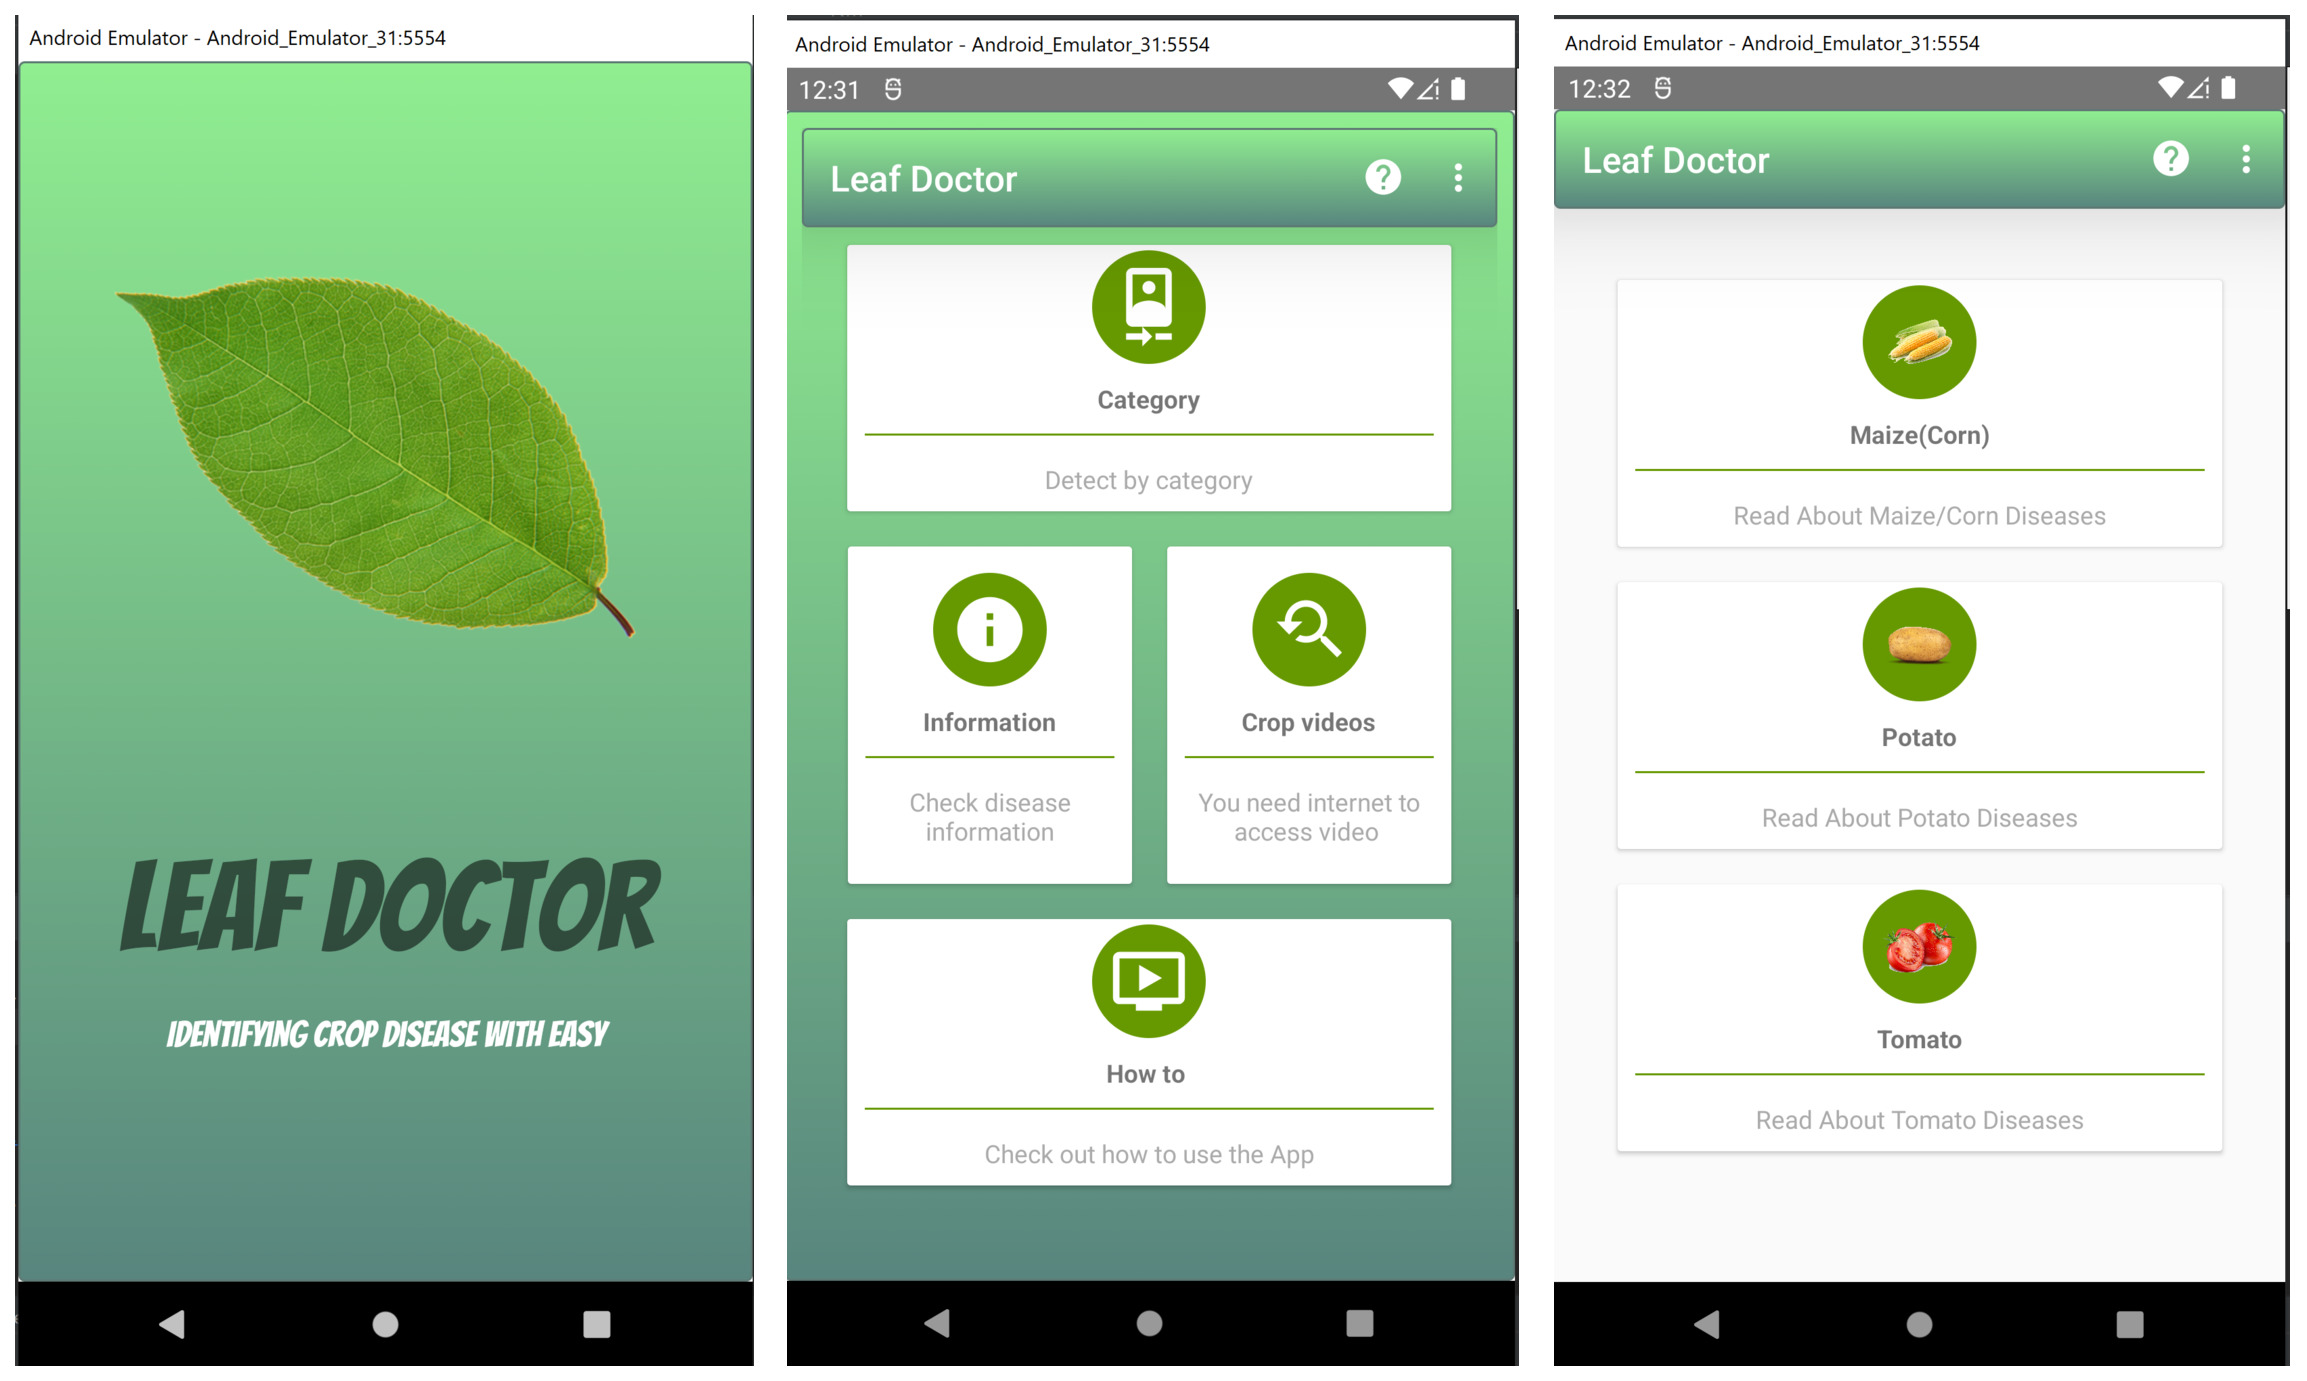 Android Emulator - Android_Emulator_31:5554
LEAF DOCTOR
IDENTIFYING CROP DISEASE WITH EASY
Android Emulator - Android_Emulator_31:5554
12:31
Leaf Doctor
Category
Detect by category
Information
Check disease
information
Crop videos
You need internet to
access video
How to
Check out how to use the App
Android Emulator - Android_Emulator_31:5554
12:32
Leaf Doctor
Maize(Corn)
Read About Maize/Corn Diseases
Potato
Read About Potato Diseases
Tomato
Read About Tomato Diseases